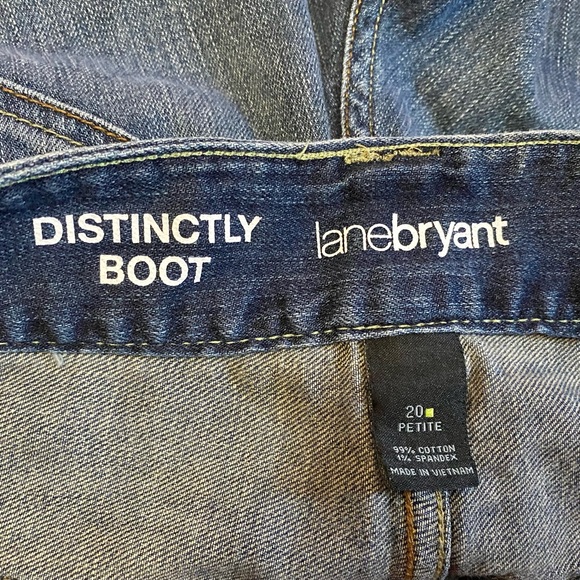 DISTINCTLY
BOOT
lanebryant
20
PETITE
99% COTTON
1% SPANDEX
MADE IN VIETNAM